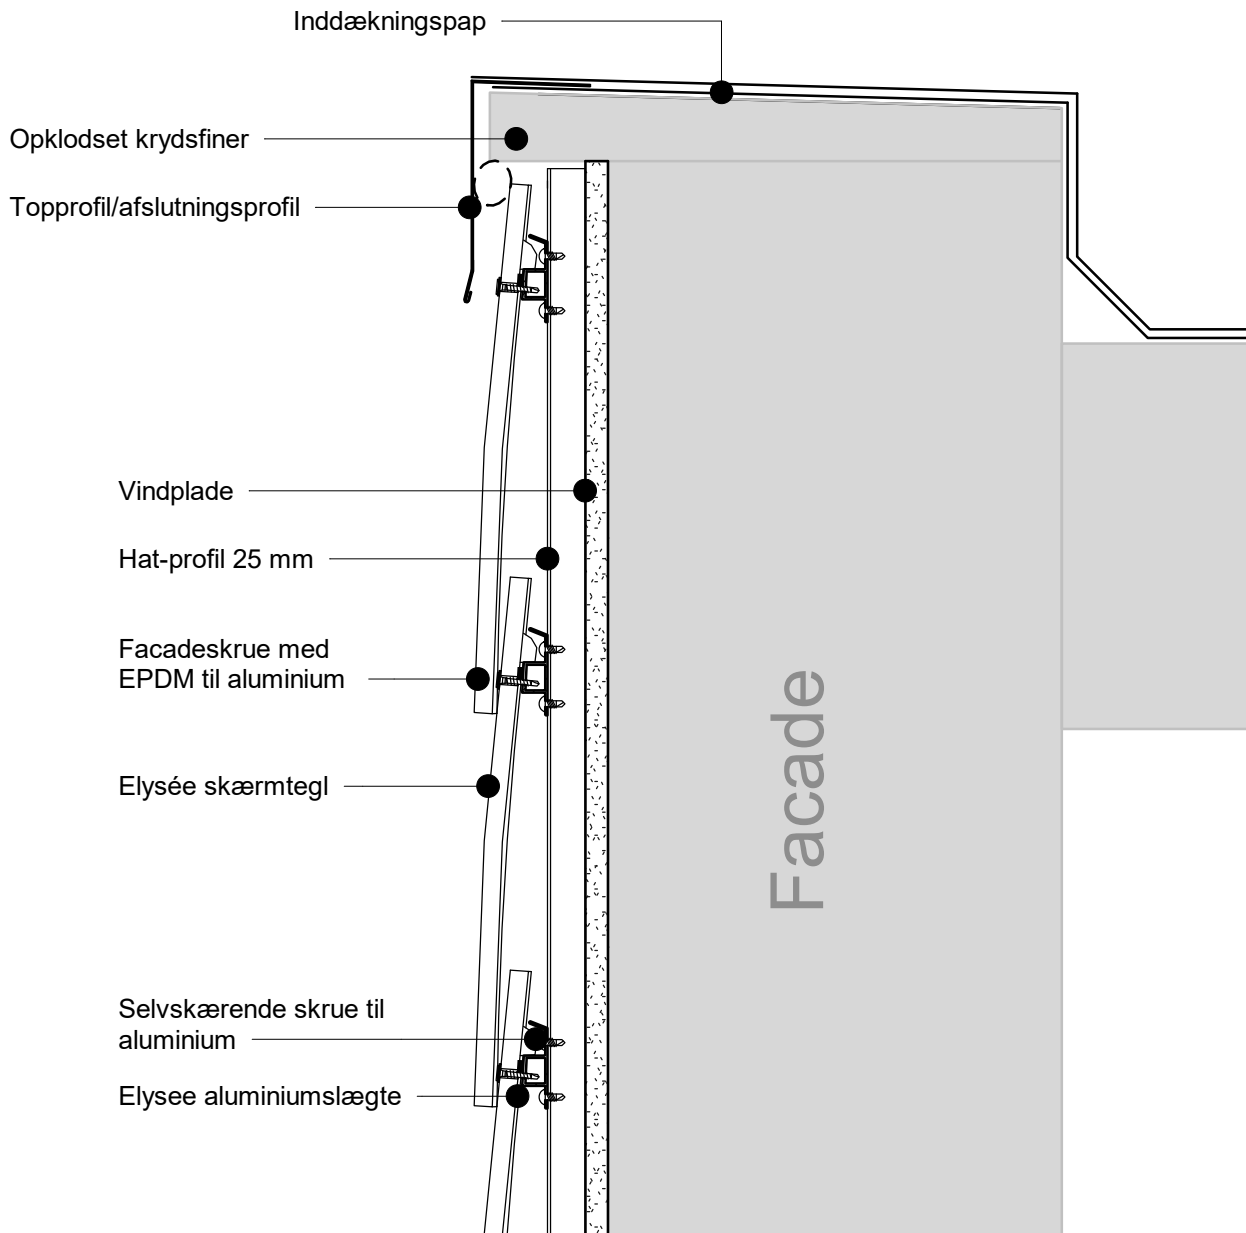 Inddækningspap
Opklodset krydsfiner
Topprofil/afslutningsprofil
Vindplade
Hat-profil 25 mm
Facadeskrue med
EPDM til aluminium
Elysée skærmtegl
Facade
Selvskærende skrue til
aluminium
Elysee aluminiumslægte